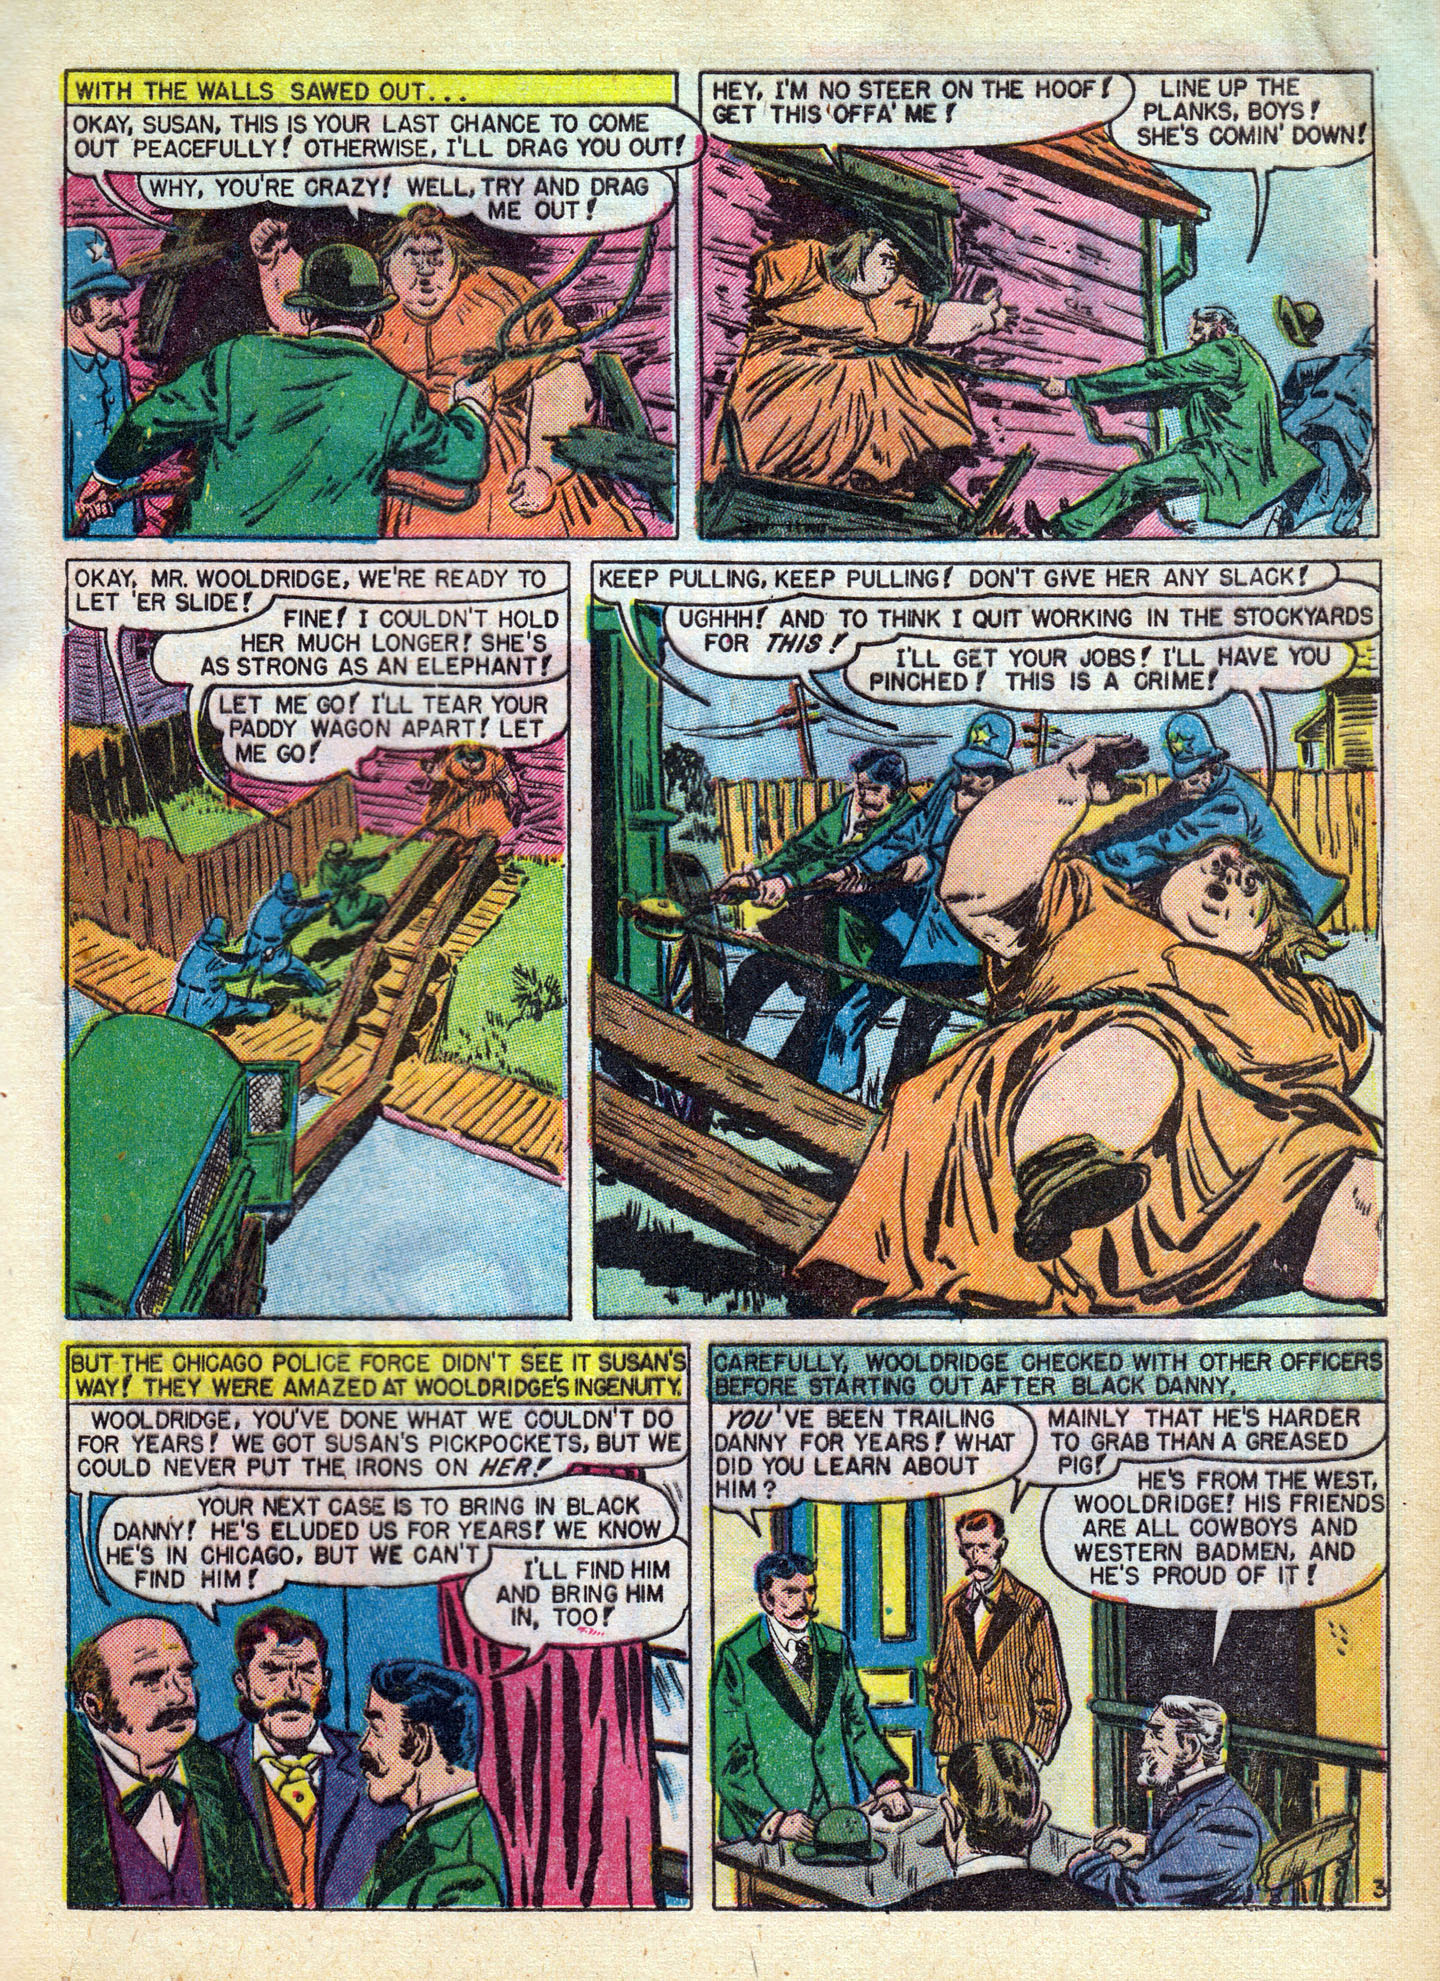 WITH THE WALLS SAWED OUT...
OKAY, SUSAN, THIS IS YOUR LAST CHANCE TO COME
OUT PEACEFULLY! OTHERWISE, I'LL DRAG YOU OUT!
WHY, YOU'RE CRAZY! WELL, TRY AND DRAG
ME OUT!
HEY, I'M NO STEER ON THE HOOF!
GET THIS 'OFFA' ME!
LINE UP THE
PLANKS, BOYS!
SHE'S COMIN' DOWN!
OKAY, MR. WOOLDRIDGE, WE'RE READY TO
LET 'ER SLIDE!
FINE! I COULDN'T HOLD
HER MUCH LONGER! SHE'S
AS STRONG AS AN ELEPHANT!
LET ME GO! I'LL TEAR YOUR
PADDY WAGON APART! LET
ME GO!
KEEP PULLING, KEEP PULLING! DON'T GIVE HER ANY SLACK!
UGHHH! AND TO THINK I QUIT WORKING IN THE STOCKYARDS
FOR THIS!
I'LL GET YOUR JOBS! I'LL HAVE YOU
PINCHED! THIS IS A CRIME!
BUT THE CHICAGO POLICE FORCE DIDN'T SEE IT SUSAN'S
WAY! THEY WERE AMAZED AT WOOLDRIDGE'S INGENUITY.
WOOLDRIDGE, YOU'VE DONE WHAT WE COULDN'T DO
FOR YEARS! WE GOT SUSAN'S PICKPOCKETS, BUT WE
COULD NEVER PUT THE IRONS ON HER!
YOUR NEXT CASE IS TO BRING IN BLACK
DANNY! HE'S ELUDED US FOR YEARS! WE KNOW
HE'S IN CHICAGO, BUT WE CAN'T
FIND HIM!
I'LL FIND HIM
AND BRING HIM
IN, TOO!
CAREFULLY, WOOLDRIDGE CHECKED WITH OTHER OFFICERS
BEFORE STARTING OUT AFTER BLACK DANNY.
YOU'VE BEEN TRAILING
DANNY FOR YEARS! WHAT
DID YOU LEARN ABOUT
HIM?
MAINLY THAT HE'S HARDER
TO GRAB THAN A GREASED
PIG!
HE'S FROM THE WEST,
WOOLDRIDGE! HIS FRIENDS
ARE ALL COWBOYS AND
WESTERN BADMEN, AND
HE'S PROUD OF IT!
3